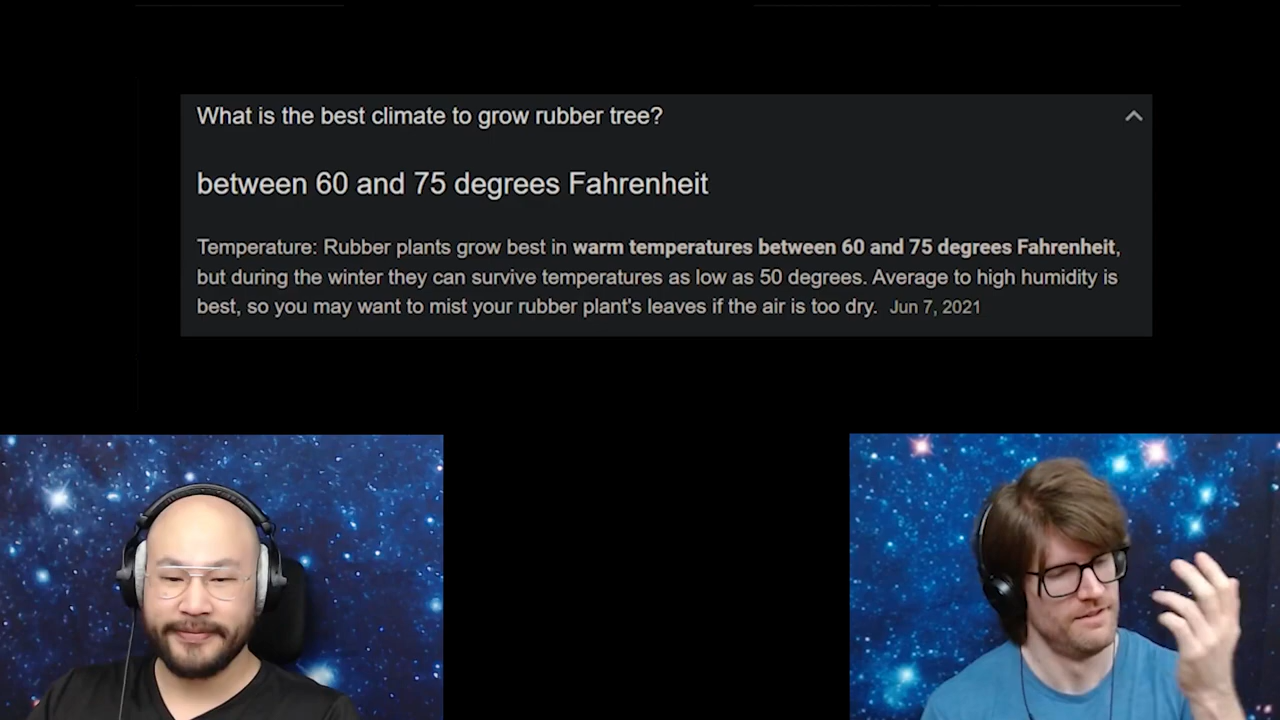 What is the best climate to grow rubber tree?
between 60 and 75 degrees Fahrenheit
Temperature: Rubber plants grow best in warm temperatures between 60 and 75 degrees Fahrenheit,
but during the winter they can survive temperatures as low as 50 degrees. Average to high humidity is
best, so you may want to mist your rubber plant's leaves if the air is too dry. Jun 7, 2021